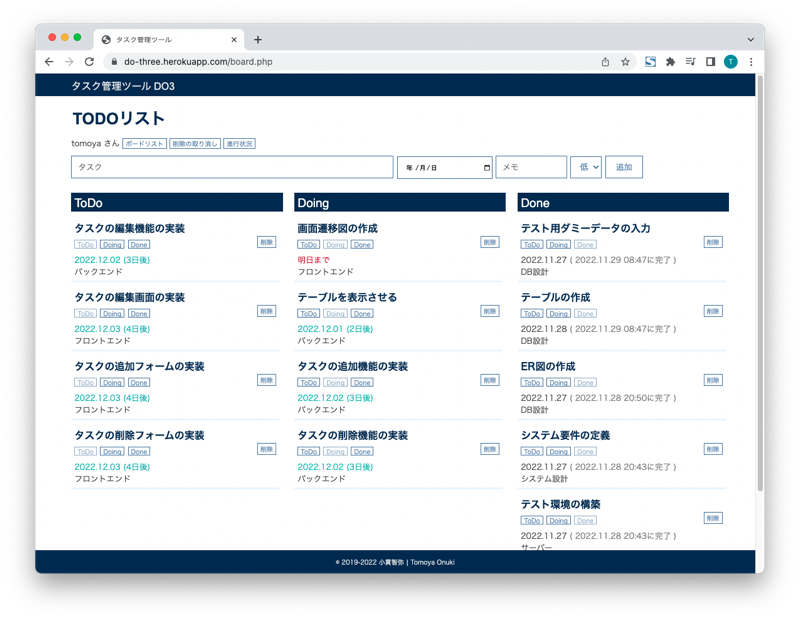 タスク管理ツール
do-three.herokuapp.com/board.php
T
タスク管理ツール DO3
TODOリスト
tomoya さん ボードリスト 削除の取り消し 進行状況
タスク 年 /月/日 メモ 低 追加
ToDo
タスクの編集機能の実装
ToDo Doing Done 削除
2022.12.02 (3日後)
バックエンド
タスクの編集画面の実装
ToDo Doing Done 削除
2022.12.03 (4日後)
フロントエンド
タスクの追加フォームの実装
ToDo Doing Done 削除
2022.12.03 (4日後)
フロントエンド
タスクの削除フォームの実装
ToDo Doing Done 削除
2022.12.03 (4日後)
フロントエンド
Doing
画面遷移図の作成
ToDo Doing Done 削除
明日まで
フロントエンド
テーブルを表示させる
ToDo Doing Done 削除
2022.12.01 (2日後)
バックエンド
タスクの追加機能の実装
ToDo Doing Done 削除
2022.12.02 (3日後)
バックエンド
タスクの削除機能の実装
ToDo Doing Done 削除
2022.12.02 (3日後)
バックエンド
Done
テスト用ダミーデータの入力
ToDo Doing Done 削除
2022.11.27 ( 2022.11.29 08:47に完了 )
DB設計
テーブルの作成
ToDo Doing Done 削除
2022.11.28 ( 2022.11.29 08:47に完了 )
DB設計
ER図の作成
ToDo Doing Done 削除
2022.11.27 ( 2022.11.28 20:50に完了 )
DB設計
システム要件の定義
ToDo Doing Done 削除
2022.11.27 ( 2022.11.28 20:43に完了 )
システム設計
テスト環境の構築
ToDo Doing Done 削除
2022.11.27 ( 2022.11.28 20:43に完了 )
サーバー
© 2019-2022 小貫智弥 | Tomoya Onuki